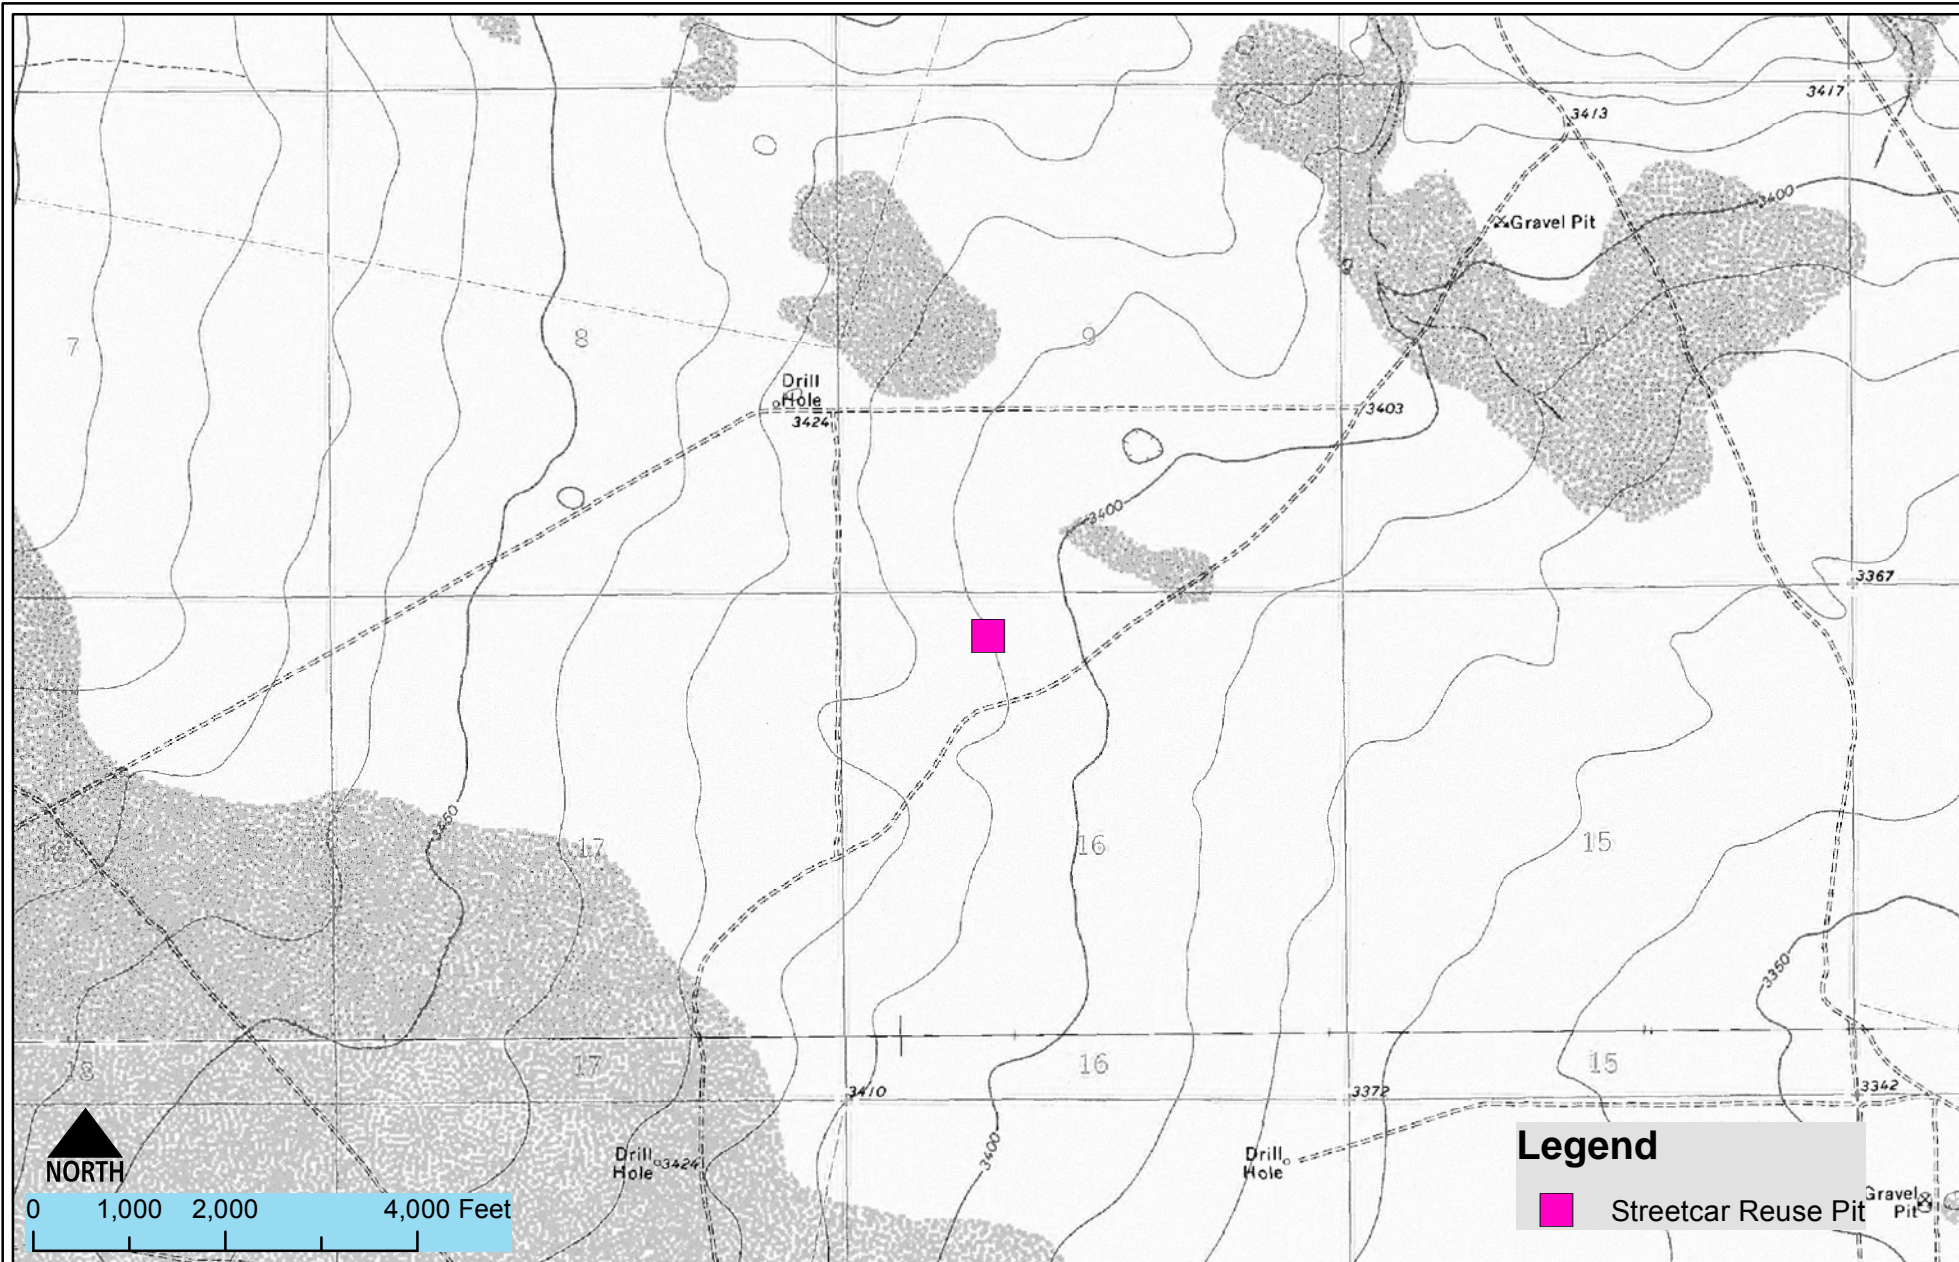 3417
3413
3400
Gravel Pit
7
8
9
Drill
Hole
3424
3403
3400
3367
3450
17
16
15
3350
18
17
16
15
3410
3372
3342
3400
Drill
Hole
3424
Drill
Hole
NORTH
0 1,000 2,000 4,000 Feet
Legend
Streetcar Reuse Pit
Gravel
Pit